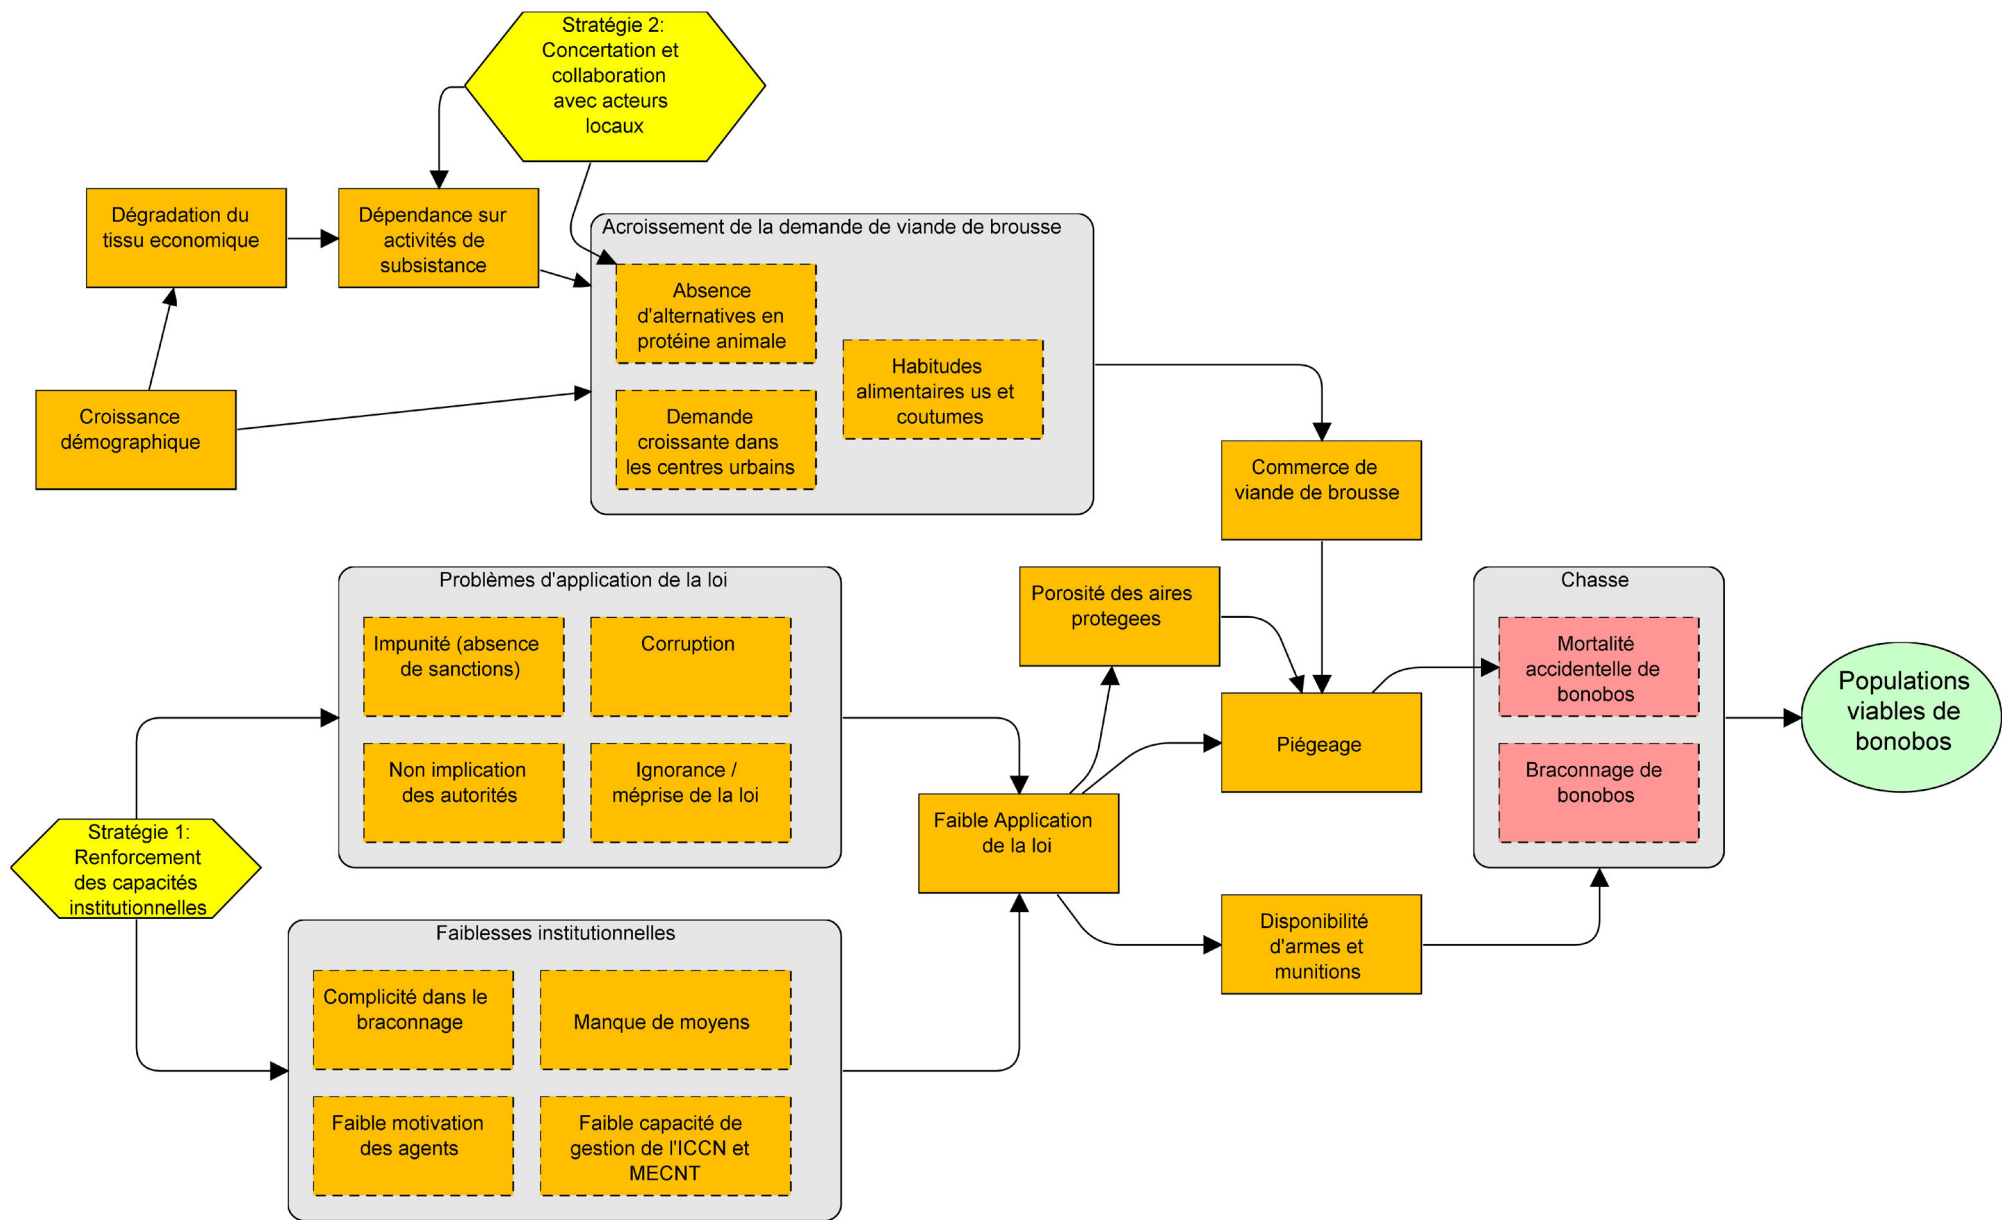 Stratégie 2:
Concertation et
collaboration
avec acteurs
locaux
Dégradation du
tissu economique
Dépendance sur
activités de
subsistance
Croissance
démographique
Acroissement de la demande de viande de brousse
Absence
d'alternatives en
protéine animale
Habitudes
alimentaires us et
coutumes
Demande
croissante dans
les centres urbains
Commerce de
viande de brousse
Problèmes d'application de la loi
Impunité (absence
de sanctions)
Corruption
Non implication
des autorités
Ignorance /
méprise de la loi
Porosité des aires
protegees
Piégeage
Chasse
Mortalité
accidentelle de
bonobos
Braconnage de
bonobos
Populations
viables de
bonobos
Stratégie 1:
Renforcement
des capacités
institutionnelles
Faible Application
de la loi
Disponibilité
d'armes et
munitions
Faiblesses institutionnelles
Complicité dans le
braconnage
Manque de moyens
Faible motivation
des agents
Faible capacité de
gestion de l'ICCN et
MECNT